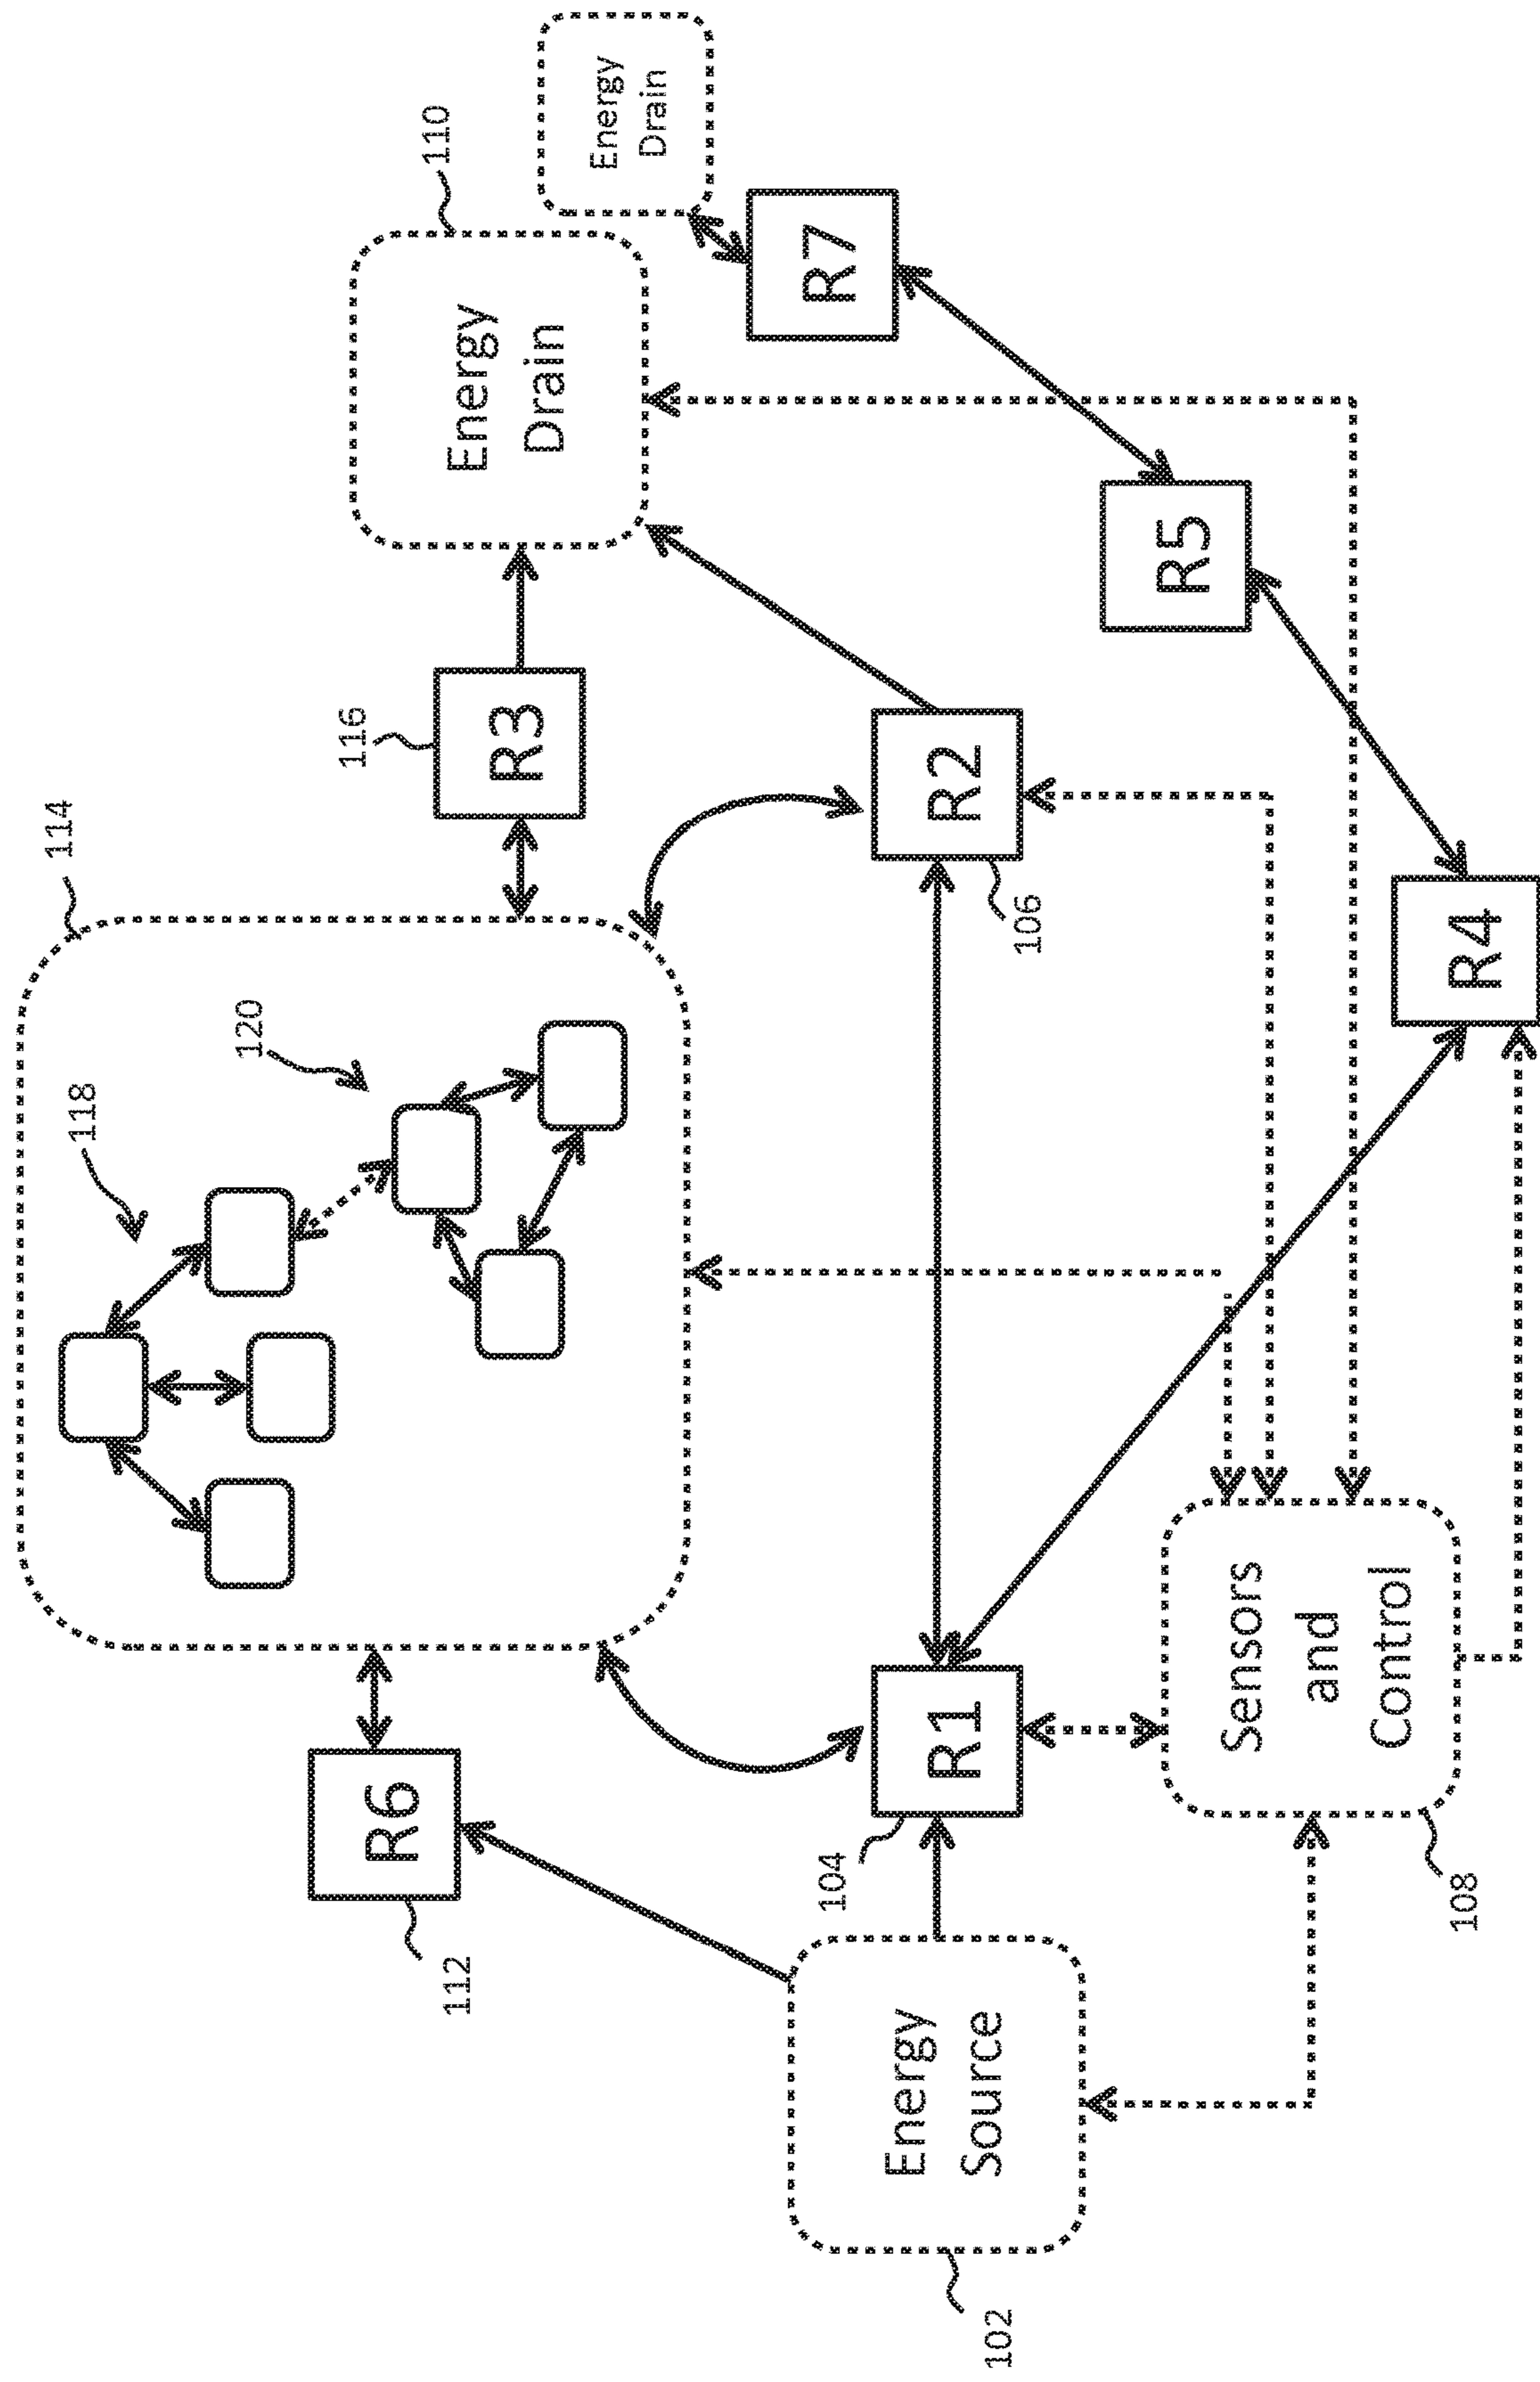 114
118
120
116
R3
110
Energy
Drain
Energy
Drain
112
R6
R7
104
R1
R2
106
R5
102
Energy
Source
108
Sensors
and
Control
R4